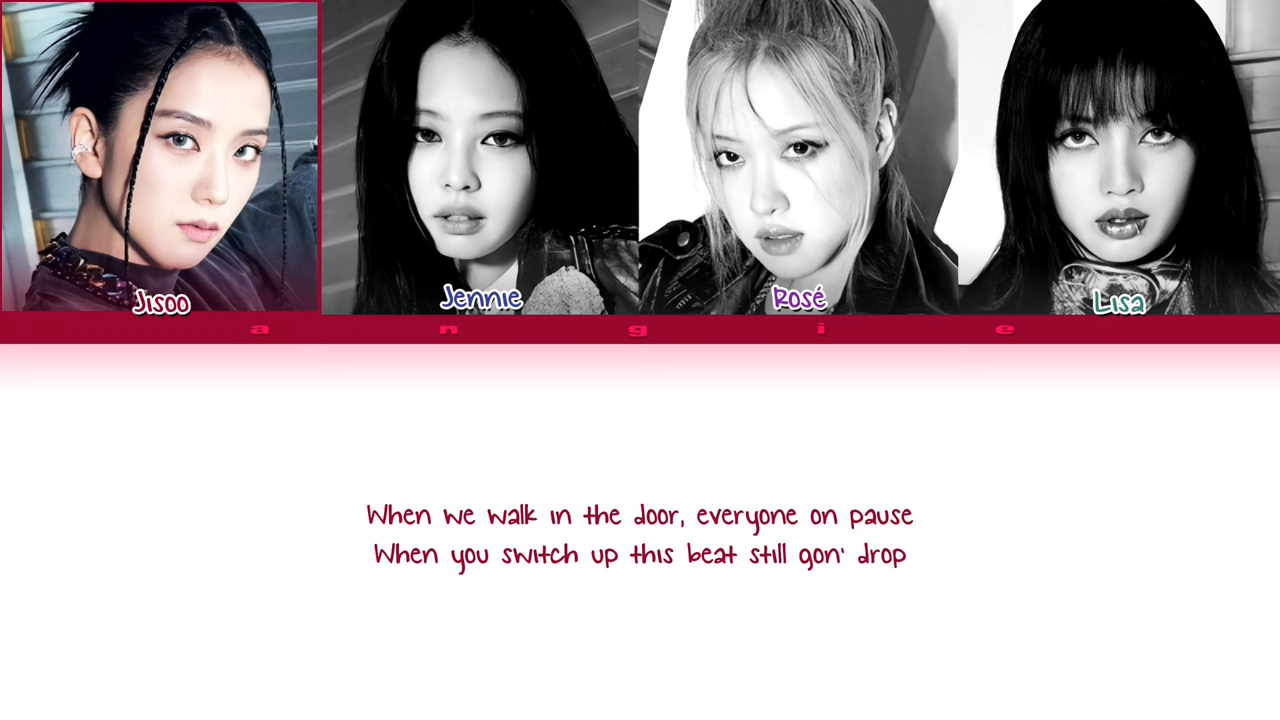 Jisoo Jennie Rosé Lisa
a n g i e
When we walk in the door, everyone on pause
When you switch up this beat still gon' drop